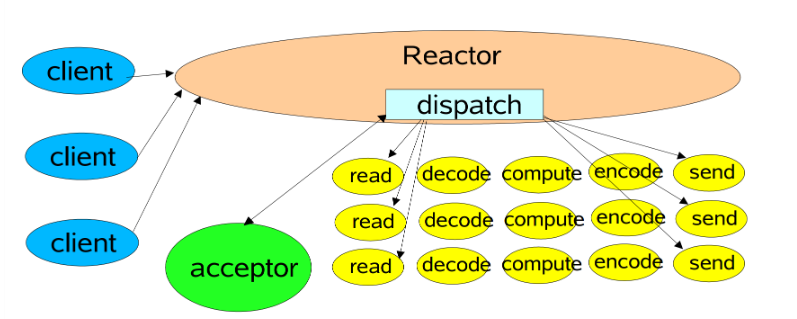 Reactor
client
dispatch
client
read decode compute encode send
client
read decode compute encode send
acceptor
read decode compute encode send